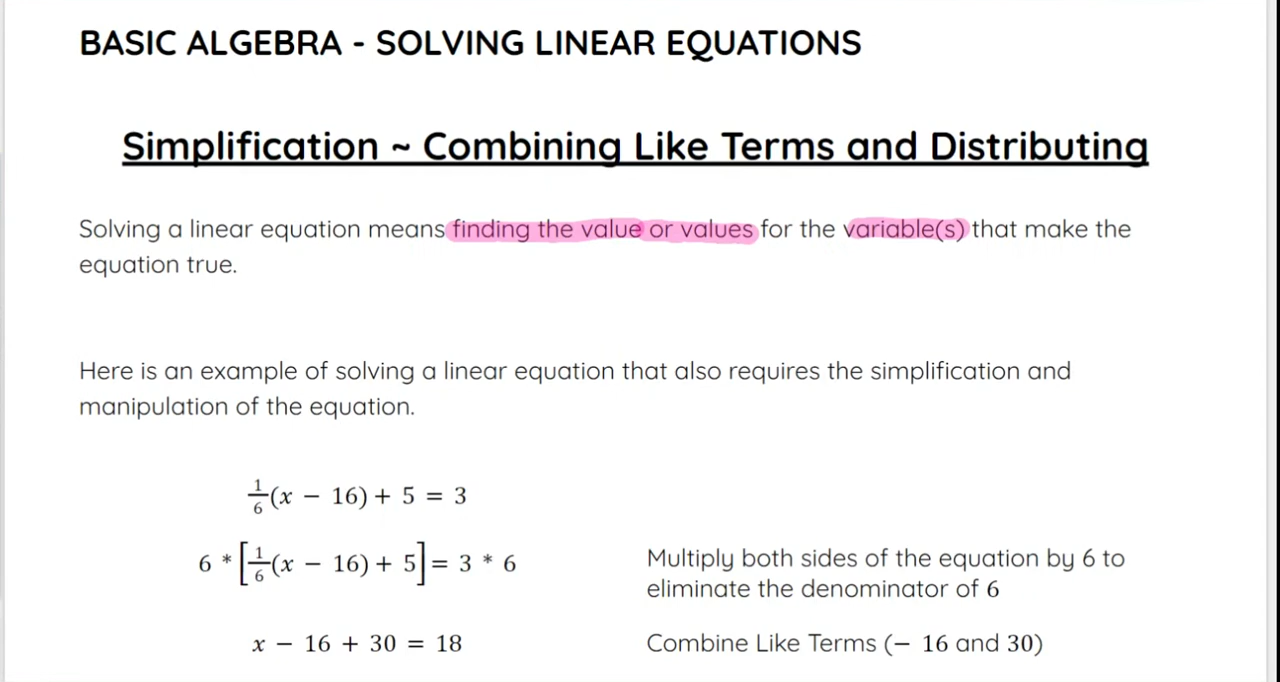 BASIC ALGEBRA - SOLVING LINEAR EQUATIONS
Simplification ~ Combining Like Terms and Distributing
Solving a linear equation means finding the value or values for the variable(s) that make the
equation true.
Here is an example of solving a linear equation that also requires the simplification and
manipulation of the equation.
1/6(x − 16) + 5 = 3
6 * [1/6(x − 16) + 5] = 3 * 6
Multiply both sides of the equation by 6 to
eliminate the denominator of 6
x − 16 + 30 = 18
Combine Like Terms (− 16 and 30)